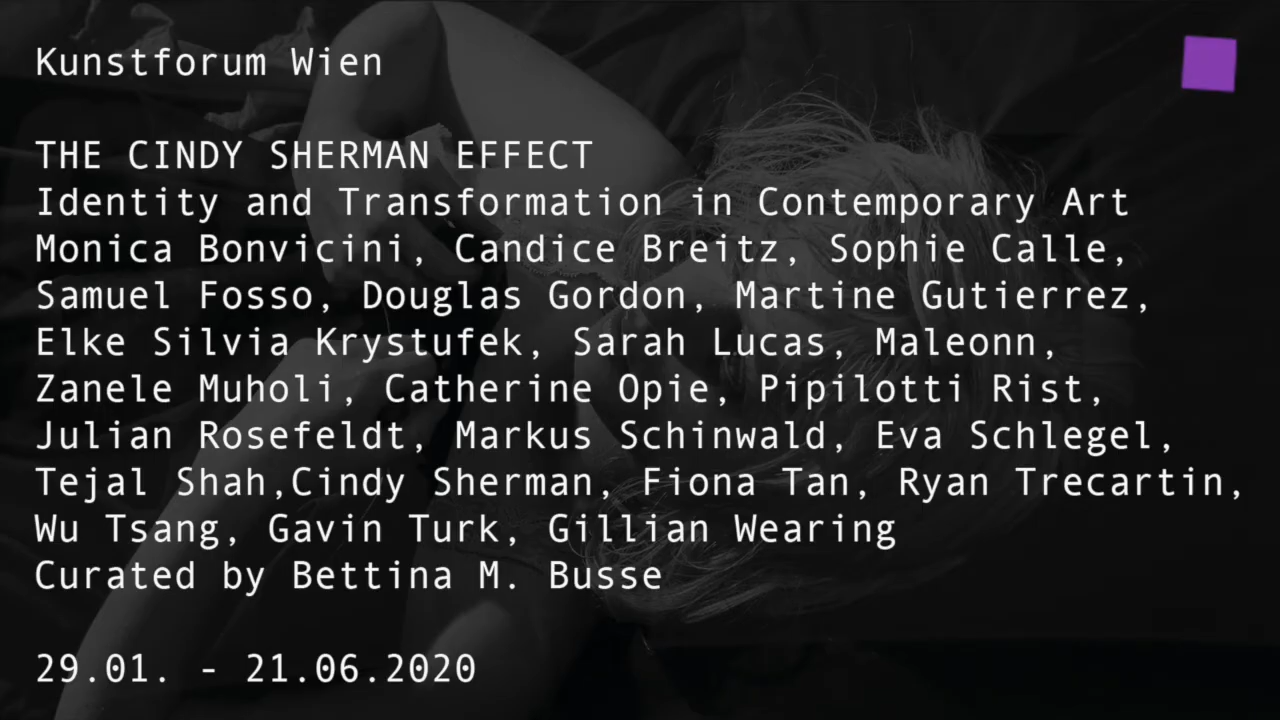 Kunstforum Wien
THE CINDY SHERMAN EFFECT
Identity and Transformation in Contemporary Art
Monica Bonvicini, Candice Breitz, Sophie Calle,
Samuel Fosso, Douglas Gordon, Martine Gutierrez,
Elke Silvia Krystufek, Sarah Lucas, Maleonn,
Zanele Muholi, Catherine Opie, Pipilotti Rist,
Julian Rosefeldt, Markus Schinwald, Eva Schlegel,
Tejal Shah,Cindy Sherman, Fiona Tan, Ryan Trecartin,
Wu Tsang, Gavin Turk, Gillian Wearing
Curated by Bettina M. Busse
29.01. - 21.06.2020